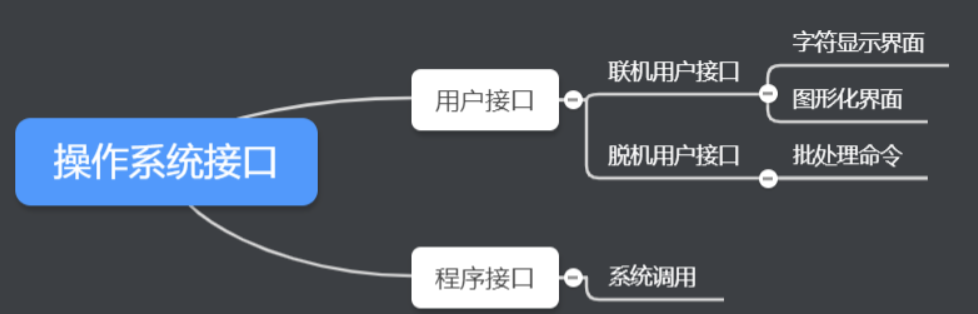 操作系统接口
用户接口
联机用户接口
字符显示界面
图形化界面
脱机用户接口
批处理命令
程序接口
系统调用